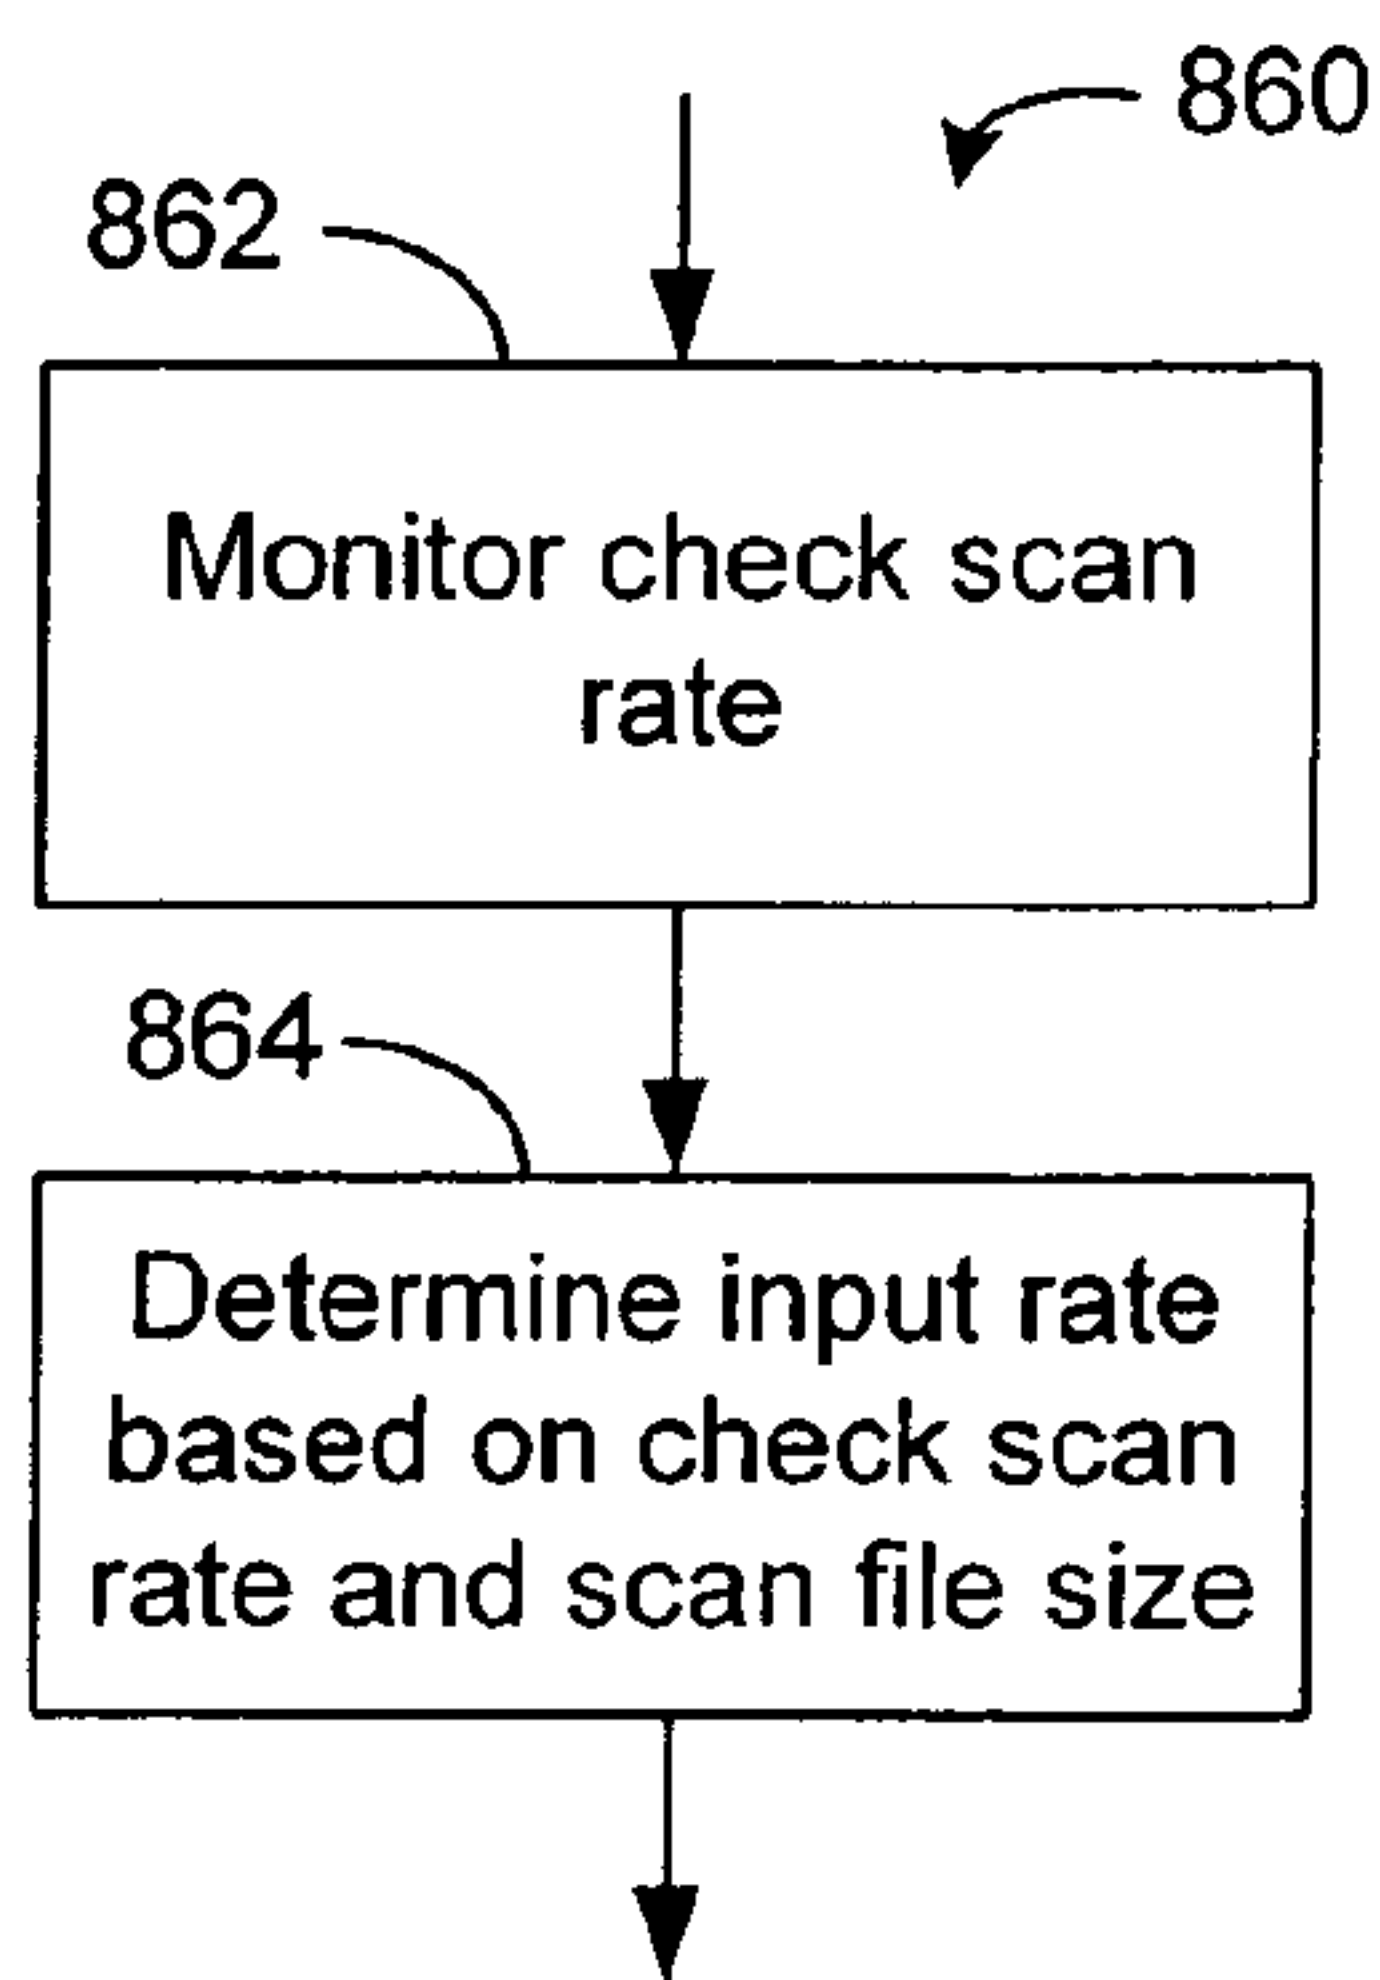 860
862
Monitor check scan
rate
864
Determine input rate
based on check scan
rate and scan file size